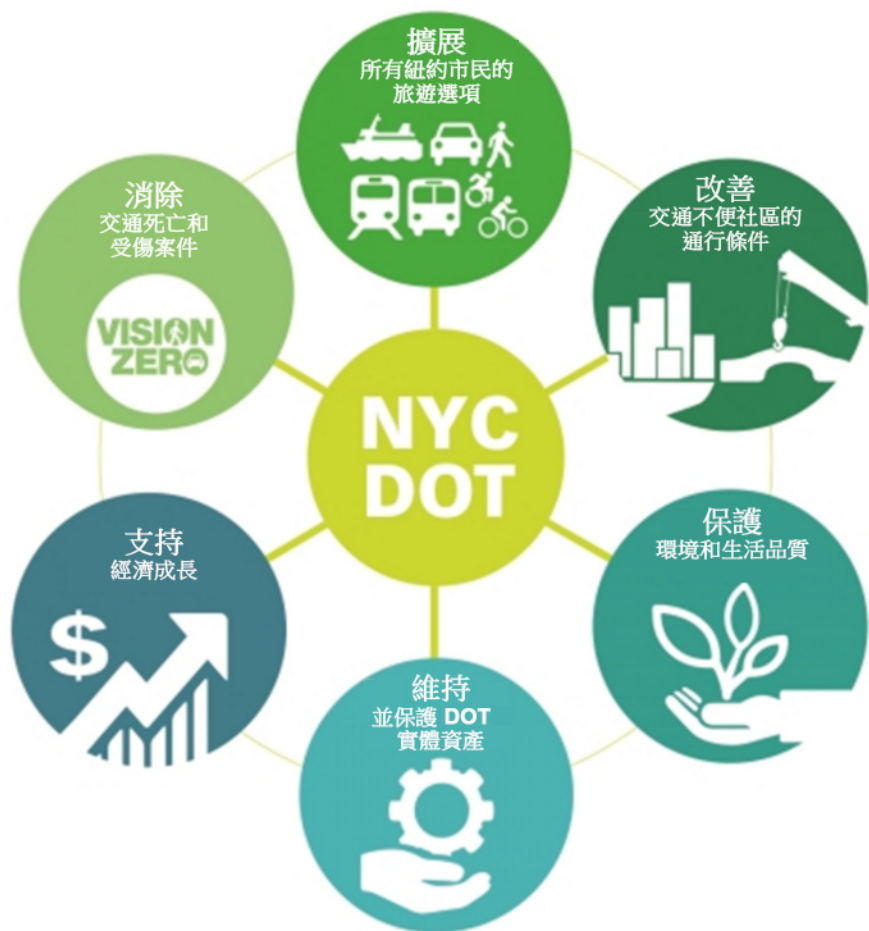 擴展
所有紐約市民的
旅遊選項
消除
交通死亡和
受傷案件
VISION
ZERO
改善
交通不便社區的
通行條件
NYC
DOT
支持
經濟成長
$
保護
環境和生活品質
維持
並保護 DOT
實體資產